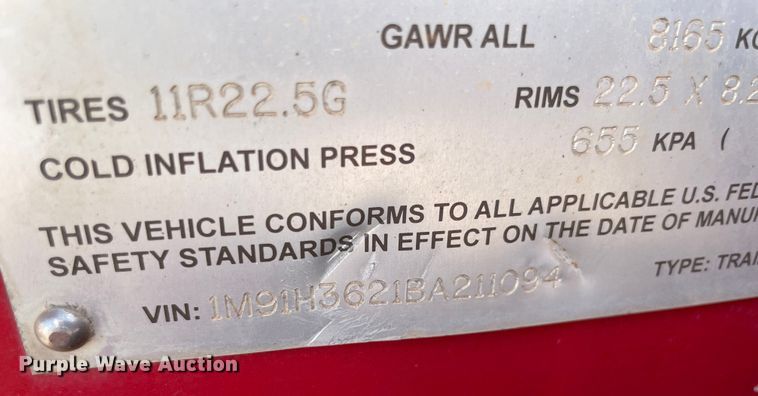 GAWR ALL 8165 KG
TIRES 11R22.5G RIMS 22.5 X 8.2
COLD INFLATION PRESS 655 KPA (
THIS VEHICLE CONFORMS TO ALL APPLICABLE U.S. FED
SAFETY STANDARDS IN EFFECT ON THE DATE OF MANU
VIN: 1M91H3621BA211094 TYPE: TRAI
Purple Wave Auction